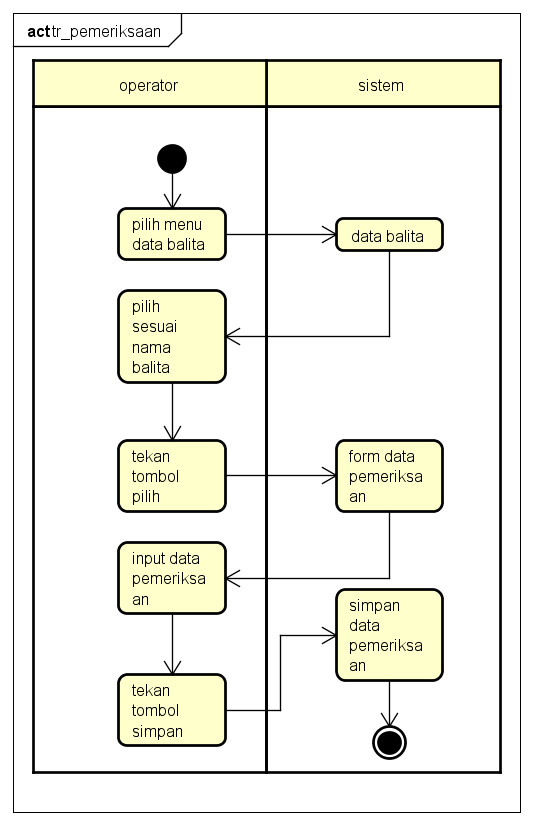 act tr_pemeriksaan
operator
sistem
pilih menu
data balita
data balita
pilih
sesuai
nama
balita
tekan
tombol
pilih
form data
pemeriksa
an
input data
pemeriksa
an
simpan
data
pemeriksa
an
tekan
tombol
simpan